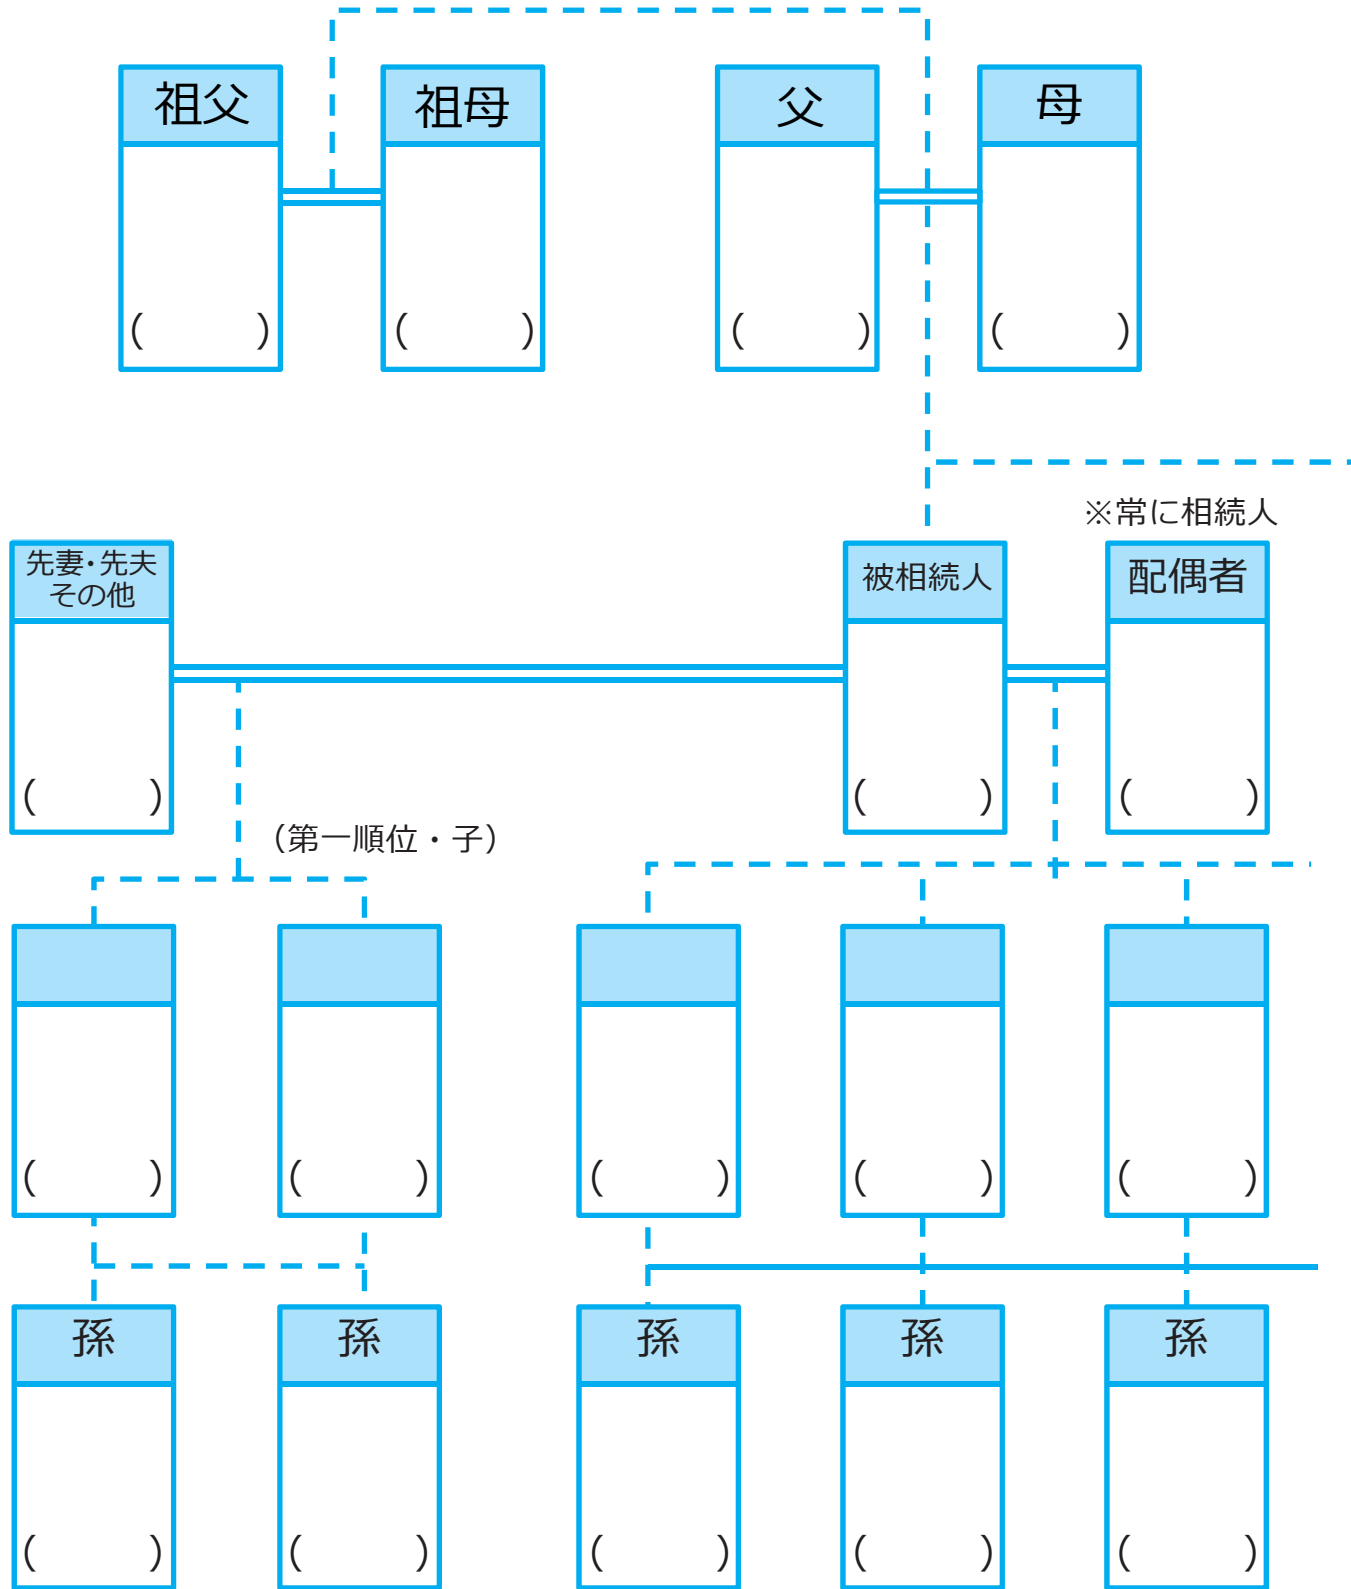 祖父
祖母
父
母
(　　　)
(　　　)
(　　　)
(　　　)
※常に相続人
先妻・先夫
その他
被相続人
配偶者
(　　　)
(　　　)
(　　　)
（第一順位・子）
(　　　)
(　　　)
(　　　)
(　　　)
(　　　)
孫
孫
孫
孫
孫
(　　　)
(　　　)
(　　　)
(　　　)
(　　　)